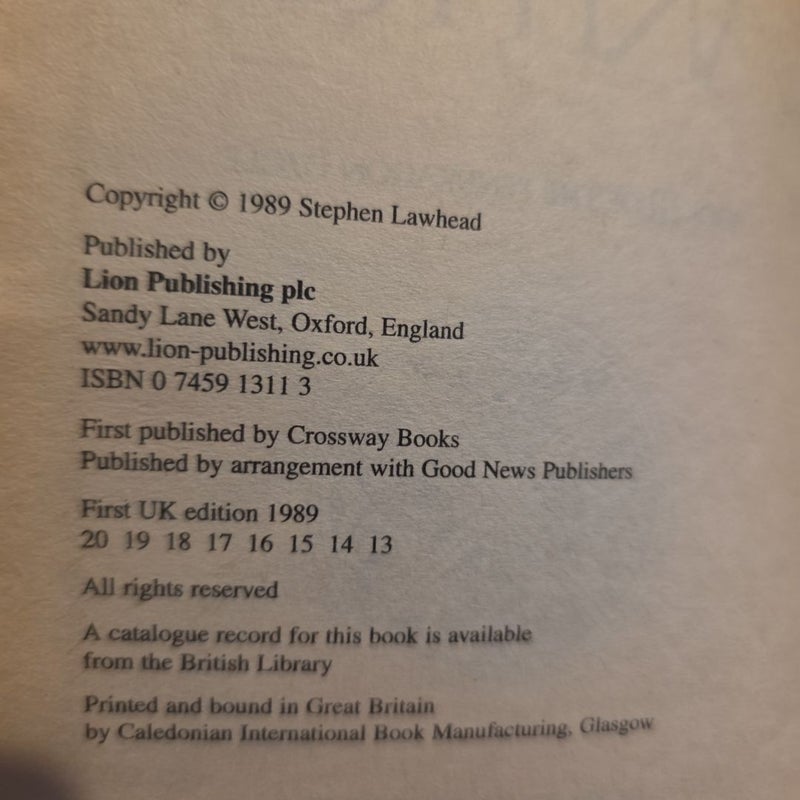 Copyright © 1989 Stephen Lawhead
Published by
Lion Publishing plc
Sandy Lane West, Oxford, England
www.lion-publishing.co.uk
ISBN 0 7459 1311 3
First published by Crossway Books
Published by arrangement with Good News Publishers
First UK edition 1989
20 19 18 17 16 15 14 13
All rights reserved
A catalogue record for this book is available
from the British Library
Printed and bound in Great Britain
by Caledonian International Book Manufacturing, Glasgow